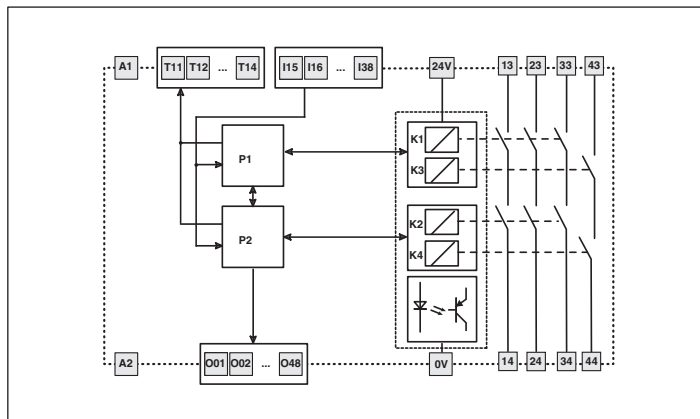 A1 T11 T12 ... T14 I15 I16 ... I38 24V 13 23 33 43
K1
P1
K3
K2
P2
K4
A2 O01 O02 ... O48 0V 14 24 34 44